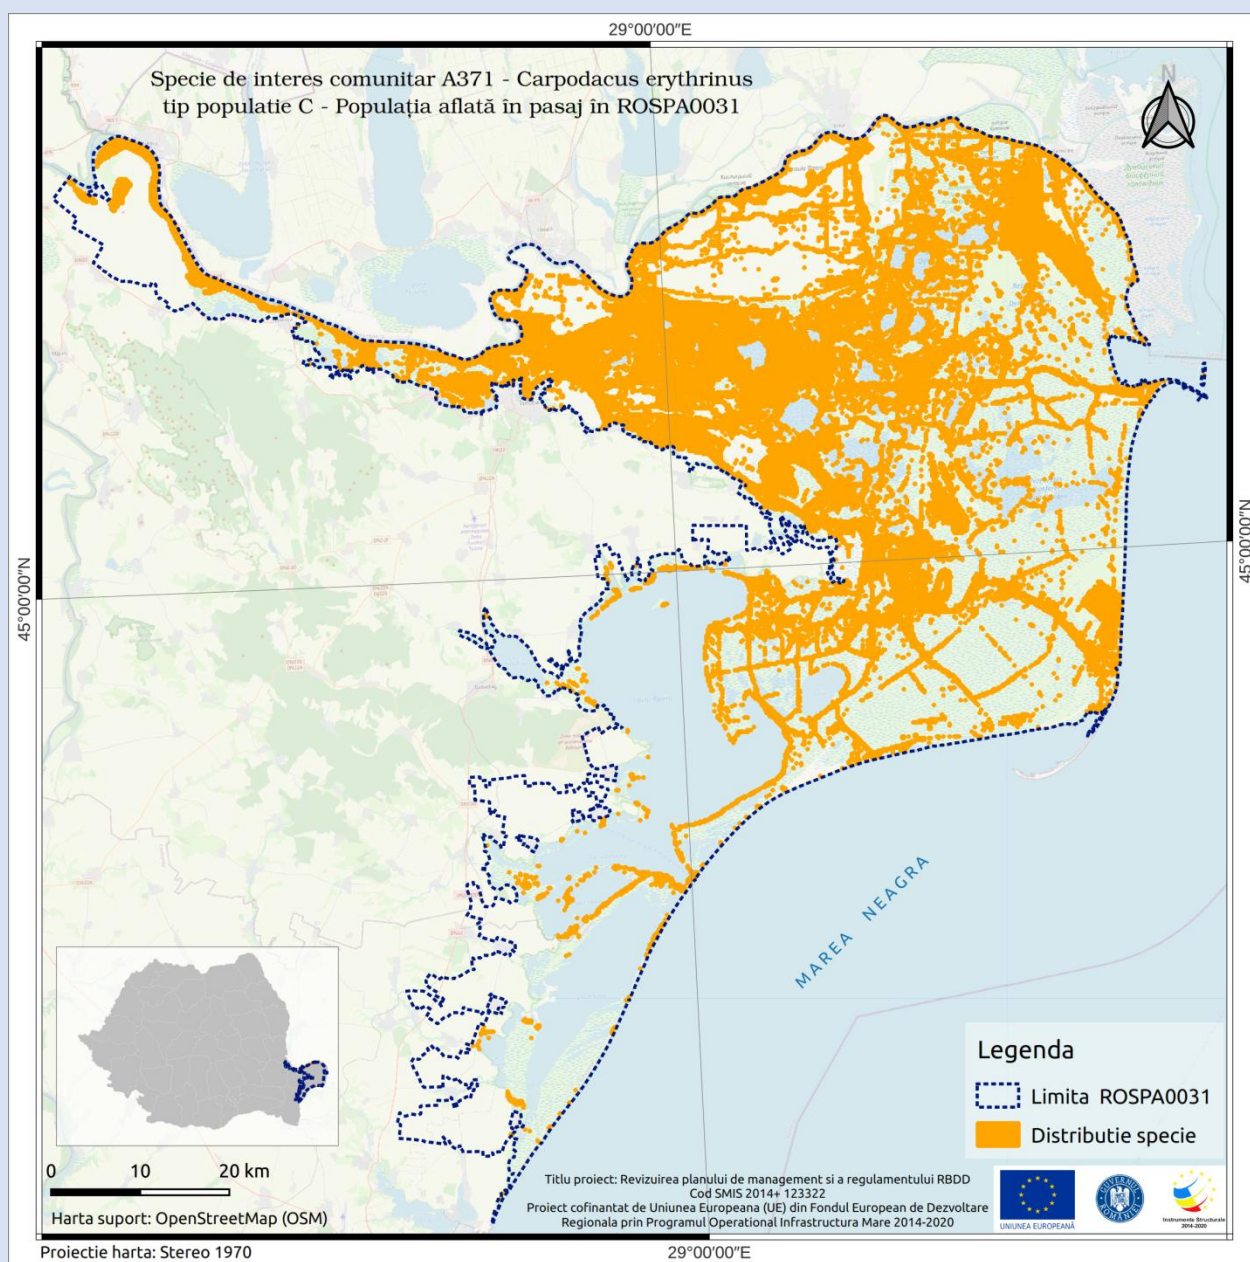 29°00'00"E
Specie de interes comunitar A371 - Carpodacus erythrinus
tip populatie C - Populația aflată în pasaj în ROSPA0031
N
45°00'00"N
45°00'00"N
MAREA NEAGRA
Legenda
Limita ROSPA0031
Distributie specie
0 10 20 km
Harta suport: OpenStreetMap (OSM)
Titlu proiect: Revizuirea planului de management si a regulamentului RBDD
Cod SMIS 2014+ 123322
Proiect cofinantat de Uniunea Europeana (UE) din Fondul European de Dezvoltare
Regionala prin Programul Operational Infrastructura Mare 2014-2020
UNIUNEA EUROPEANĂ
GUVERNUL ROMÂNIEI
Instrumente Structurale
2014-2020
Proiectie harta: Stereo 1970
29°00'00"E